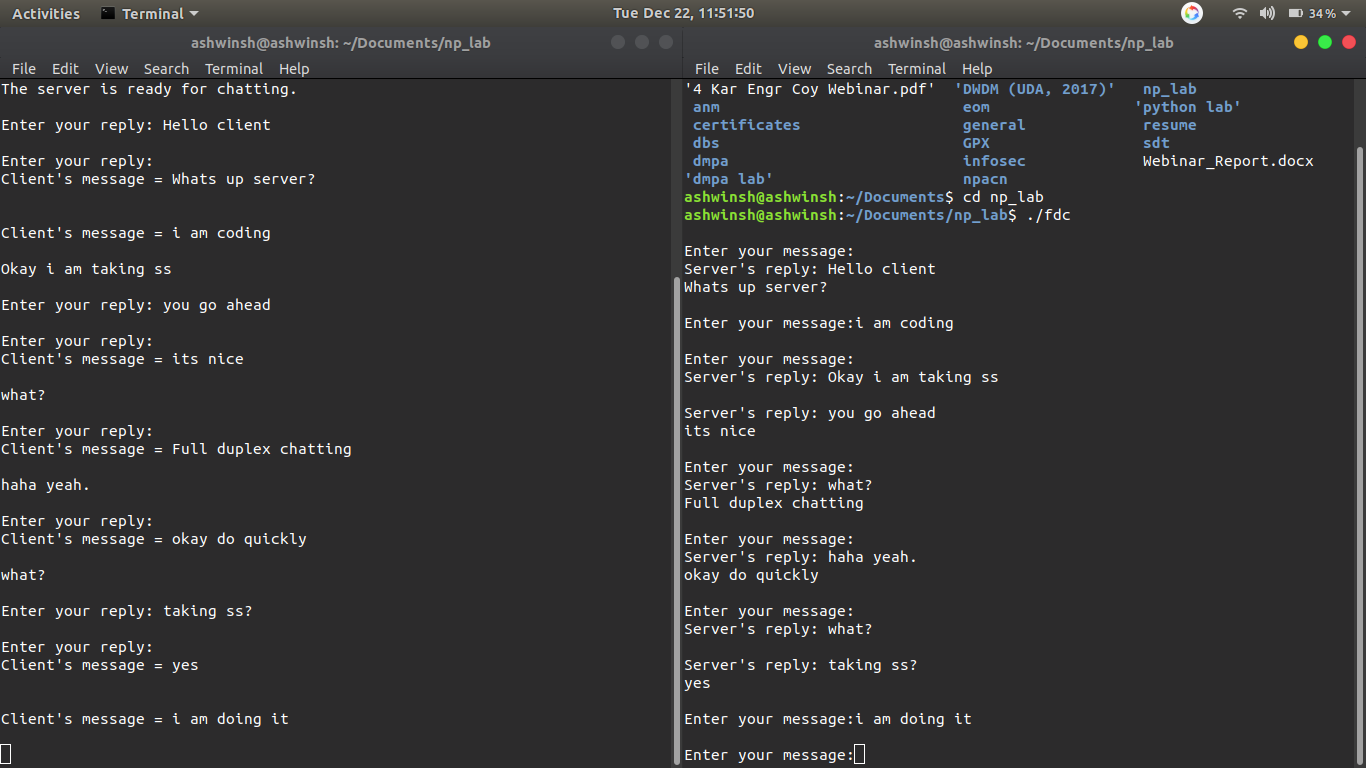 Activities Terminal Tue Dec 22, 11:51:50 34%
ashwinsh@ashwinsh: ~/Documents/np_lab
File Edit View Search Terminal Help
The server is ready for chatting.
Enter your reply: Hello client
Enter your reply:
Client's message = Whats up server?
Client's message = i am coding
Okay i am taking ss
Enter your reply: you go ahead
Enter your reply:
Client's message = its nice
what?
Enter your reply:
Client's message = Full duplex chatting
haha yeah.
Enter your reply:
Client's message = okay do quickly
what?
Enter your reply: taking ss?
Enter your reply:
Client's message = yes
Client's message = i am doing it
ashwinsh@ashwinsh: ~/Documents/np_lab
File Edit View Search Terminal Help
'4 Kar Engr Coy Webinar.pdf' 'DWDM (UDA, 2017)' np_lab
anm eom 'python lab'
certificates general resume
dbs GPX sdt
dmpa infosec Webinar_Report.docx
'dmpa lab' npacn
ashwinsh@ashwinsh:~/Documents$ cd np_lab
ashwinsh@ashwinsh:~/Documents/np_lab$ ./fdc
Enter your message:
Server's reply: Hello client
Whats up server?
Enter your message:i am coding
Enter your message:
Server's reply: Okay i am taking ss
Server's reply: you go ahead
its nice
Enter your message:
Server's reply: what?
Full duplex chatting
Enter your message:
Server's reply: haha yeah.
okay do quickly
Enter your message:
Server's reply: what?
Server's reply: taking ss?
yes
Enter your message:i am doing it
Enter your message: